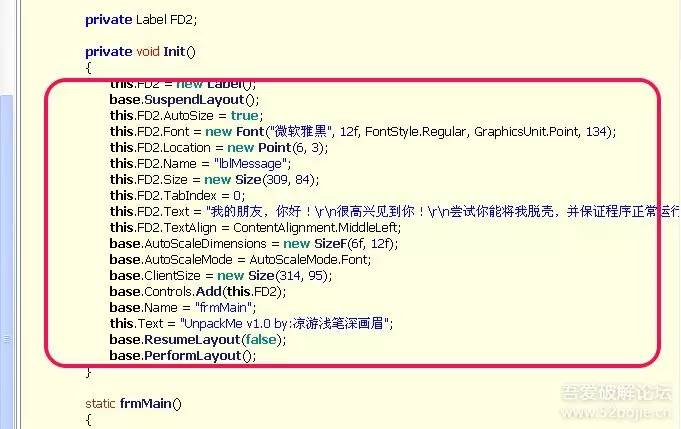 private Label FD2;
private void Init()
{
this.FD2 = new Label();
base.SuspendLayout();
this.FD2.AutoSize = true;
this.FD2.Font = new Font("微软雅黑", 12f, FontStyle.Regular, GraphicsUnit.Point, 134);
this.FD2.Location = new Point(6, 3);
this.FD2.Name = "lblMessage";
this.FD2.Size = new Size(309, 84);
this.FD2.TabIndex = 0;
this.FD2.Text = "我的朋友，你好！\r\n很高兴见到你！\r\n尝试你能将我脱壳，并保证程序正常运行
this.FD2.TextAlign = ContentAlignment.MiddleLeft;
base.AutoScaleDimensions = new SizeF(6f, 12f);
base.AutoScaleMode = AutoScaleMode.Font;
base.ClientSize = new Size(314, 95);
base.Controls.Add(this.FD2);
base.Name = "frmMain";
this.Text = "UnpackMe v1.0 by:凉游浅笔深画眉";
base.ResumeLayout(false);
base.PerformLayout();
}
static frmMain()
{
吾爱破解论坛
www.52pojie.cn